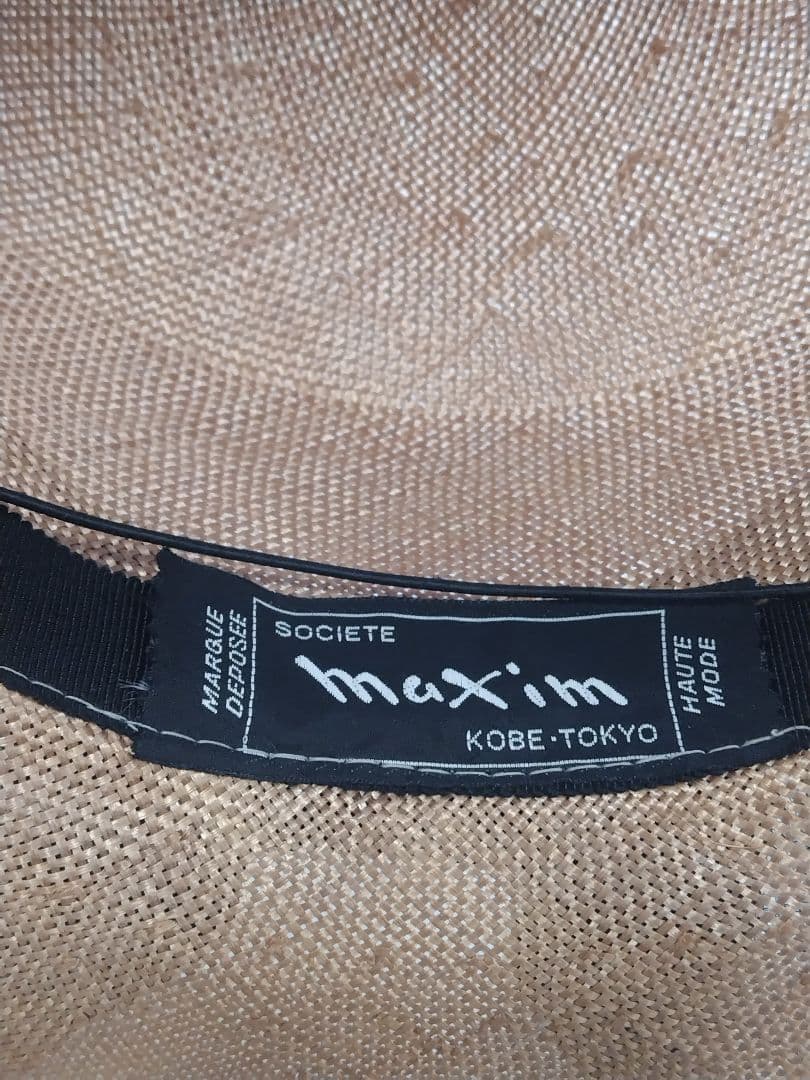 MARQUE
DEPOSEE
SOCIETE
maxim
KOBE·TOKYO
HAUTE
MODE